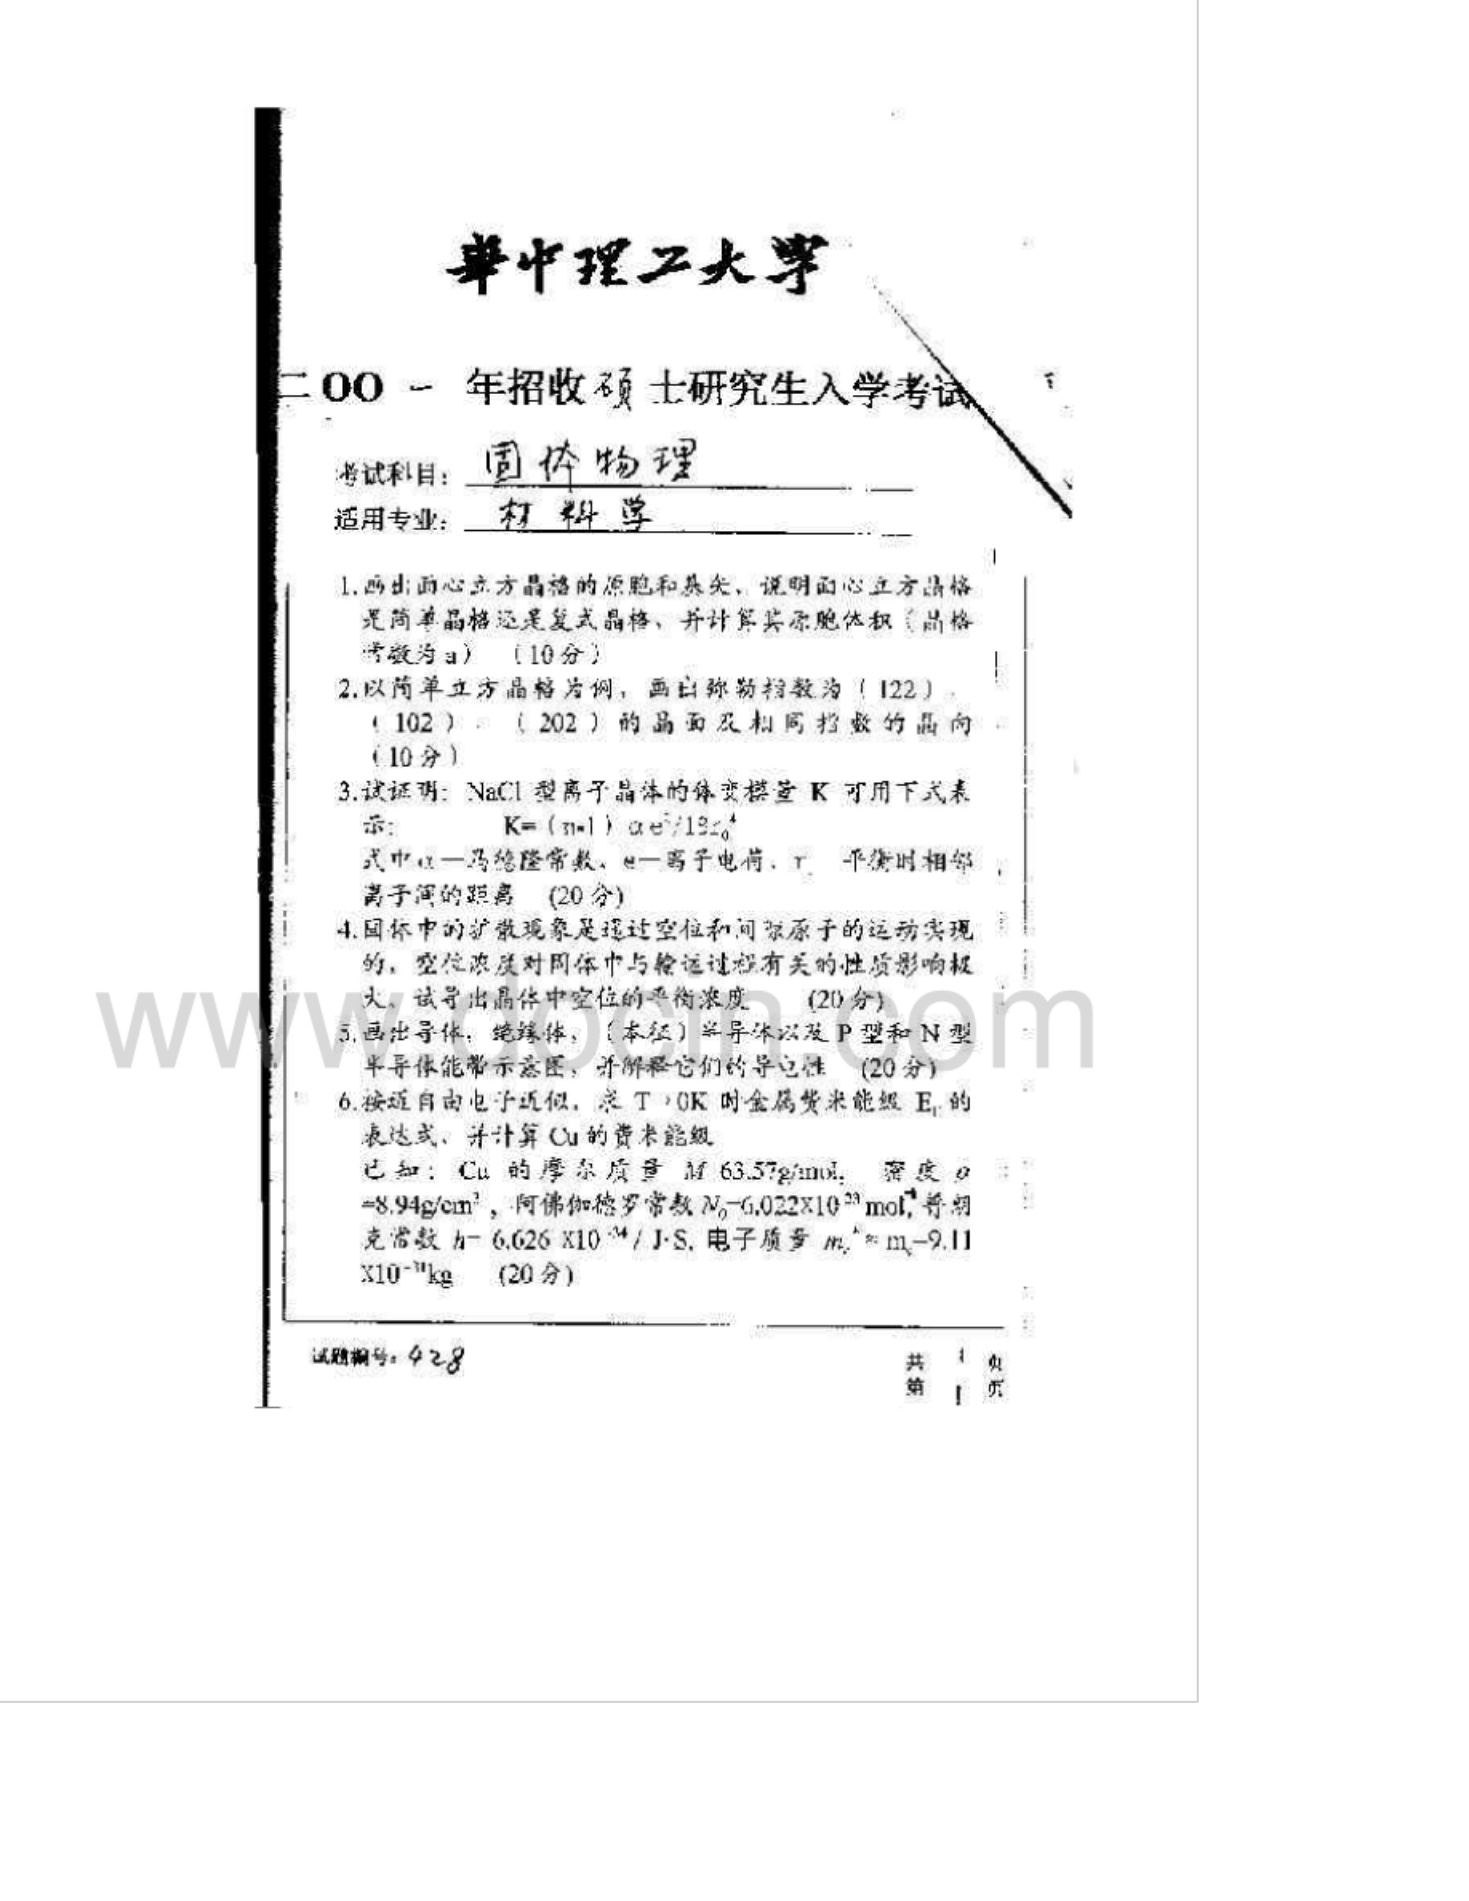 華中理工大学
二00一年招收硕士研究生入学考试
考试科目：固体物理
适用专业：材料学
1.画出面心立方晶格的原胞和基矢、说明面心立方晶格
是简单晶格还是复式晶格、并计算其原胞体积（晶格
常数为a）（10分）
2.以简单立方晶格为例，画出弥勒指数为（122）、
（102）、（202）的晶面及相同指数的晶向
（10分）
3.试证明：NaCl 型离子晶体的体变模量 K 可用下式表
示： K=（n-1）αe²/18r₀⁴
式中α—马德隆常数、e—离子电荷、r 平衡时相邻
离子间的距离 (20分)
4.固体中的扩散现象是通过空位和间隙原子的运动实现
的，空位浓度对固体中与输运过程有关的性质影响极
大，试导出晶体中空位的平衡浓度 (20分)
5.画出导体，绝缘体，（本征）半导体以及 P 型和 N 型
半导体能带示意图，并解释它们的导电性 (20分)
6.接近自由电子近似，求 T→0K 时金属费米能级 E_F 的
表达式、并计算 Cu 的费米能级
已知：Cu 的摩尔质量 M 63.57g/mol, 密度 ρ
=8.94g/cm³，阿佛伽德罗常数 N₀=6.022X10²³ mol⁻¹, 普朗
克常数 h= 6.626 X10⁻³⁴/ J·S, 电子质量 mₑ*≈mₑ=9.11
X10⁻³¹kg (20分)
试题编号：428
共 1 页
第 1 页
www.docin.com